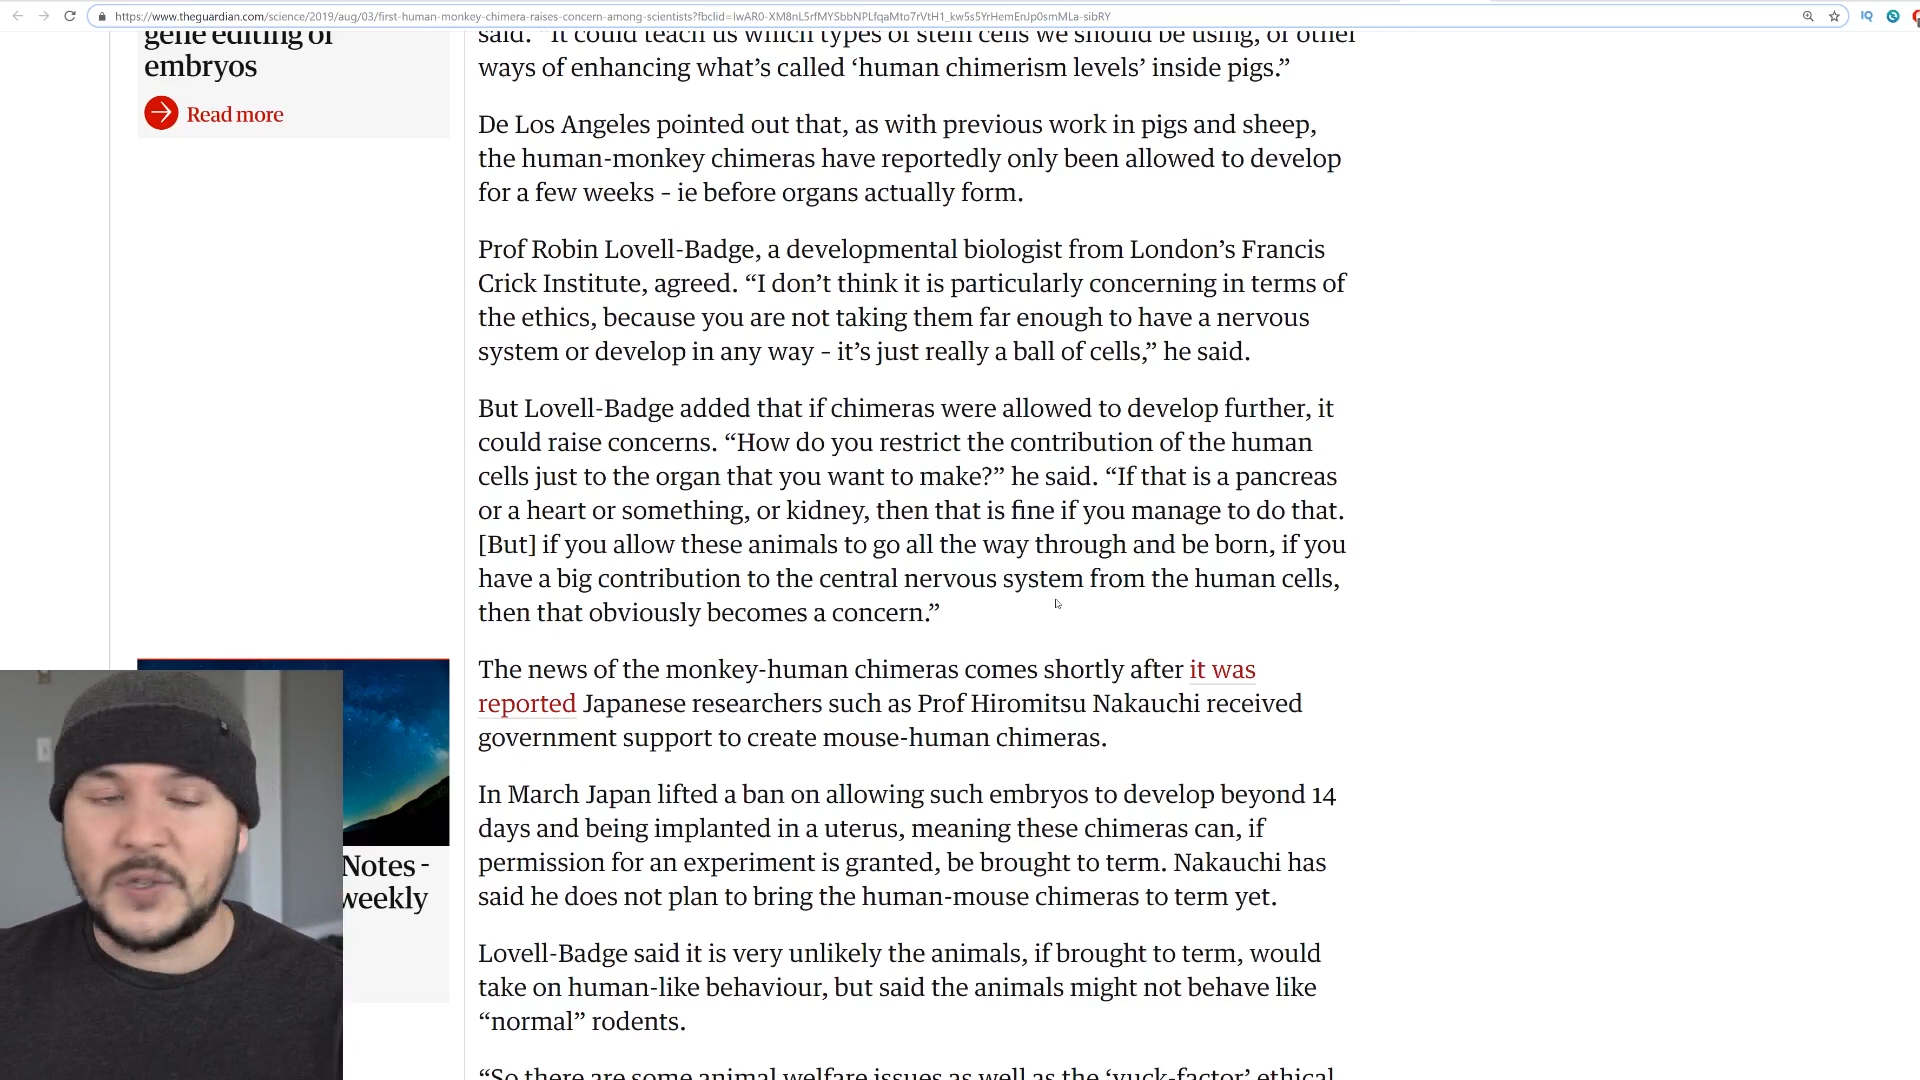 https://www.theguardian.com/science/2019/aug/03/first-human-monkey-chimera-raises-concern-among-scientists?fbclid=IwAR0-XM8nL5rfMYSbbNPLfqaMto7rVtH1_kw5s5YrHemEnJp0smMLa-sibRY
IQ
gene editing of
embryos
Read more
said. “It could teach us which types of stem cells we should be using, or other
ways of enhancing what’s called ‘human chimerism levels’ inside pigs.”
De Los Angeles pointed out that, as with previous work in pigs and sheep,
the human-monkey chimeras have reportedly only been allowed to develop
for a few weeks – ie before organs actually form.
Prof Robin Lovell-Badge, a developmental biologist from London’s Francis
Crick Institute, agreed. “I don’t think it is particularly concerning in terms of
the ethics, because you are not taking them far enough to have a nervous
system or develop in any way – it’s just really a ball of cells,” he said.
But Lovell-Badge added that if chimeras were allowed to develop further, it
could raise concerns. “How do you restrict the contribution of the human
cells just to the organ that you want to make?” he said. “If that is a pancreas
or a heart or something, or kidney, then that is fine if you manage to do that.
[But] if you allow these animals to go all the way through and be born, if you
have a big contribution to the central nervous system from the human cells,
then that obviously becomes a concern.”
The news of the monkey-human chimeras comes shortly after it was
reported Japanese researchers such as Prof Hiromitsu Nakauchi received
government support to create mouse-human chimeras.
In March Japan lifted a ban on allowing such embryos to develop beyond 14
days and being implanted in a uterus, meaning these chimeras can, if
permission for an experiment is granted, be brought to term. Nakauchi has
said he does not plan to bring the human-mouse chimeras to term yet.
Notes -
weekly
Lovell-Badge said it is very unlikely the animals, if brought to term, would
take on human-like behaviour, but said the animals might not behave like
“normal” rodents.
“So there are some animal welfare issues as well as the ‘yuck-factor’ ethical